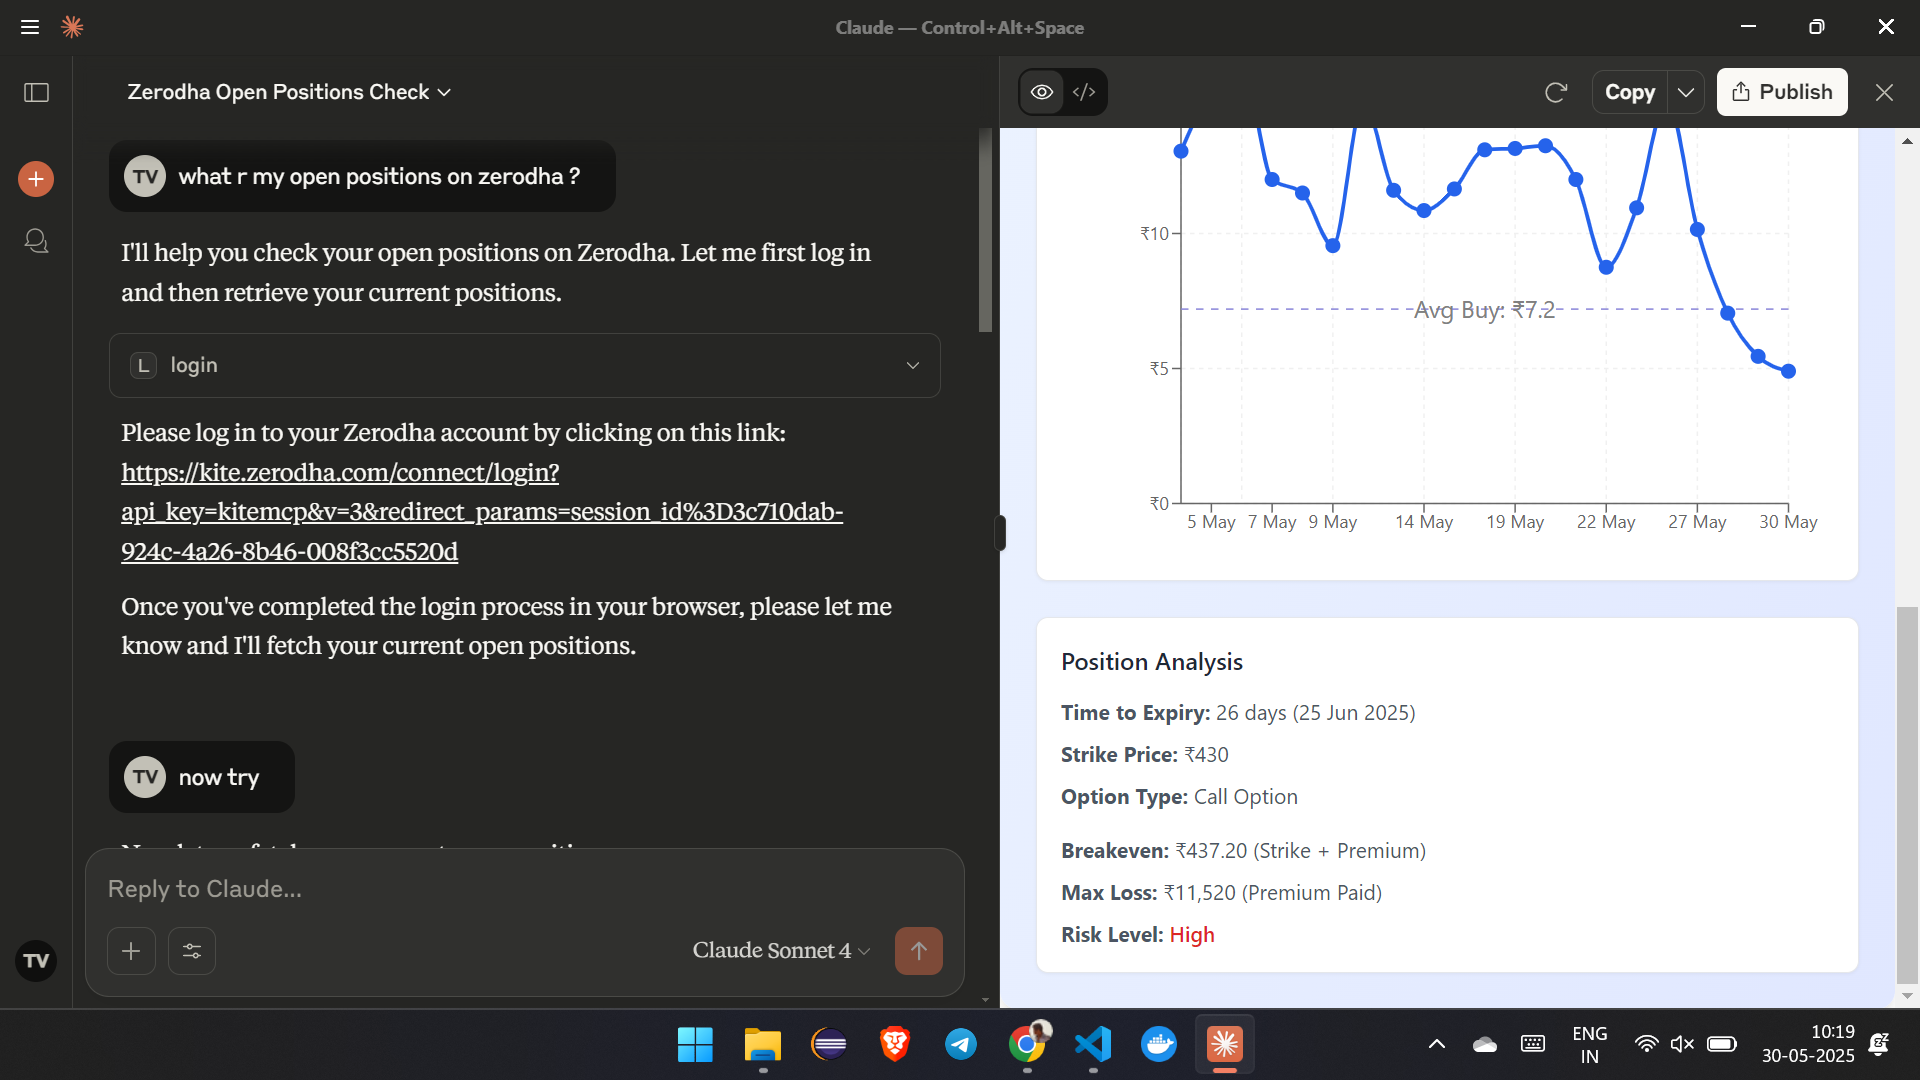 Claude — Control+Alt+Space
Zerodha Open Positions Check
TV
what r my open positions on zerodha ?
I'll help you check your open positions on Zerodha. Let me first log in
and then retrieve your current positions.
L
login
Please log in to your Zerodha account by clicking on this link:
https://kite.zerodha.com/connect/login?
api_key=kitemcp&v=3&redirect_params=session_id%3D3c710dab-
924c-4a26-8b46-008f3cc5520d
Once you've completed the login process in your browser, please let me
know and I'll fetch your current open positions.
TV
now try
Reply to Claude...
Claude Sonnet 4
TV
Copy
Publish
₹10
Avg Buy: ₹7.2
₹5
₹0
5 May 7 May 9 May 14 May 19 May 22 May 27 May 30 May
Position Analysis
Time to Expiry: 26 days (25 Jun 2025)
Strike Price: ₹430
Option Type: Call Option
Breakeven: ₹437.20 (Strike + Premium)
Max Loss: ₹11,520 (Premium Paid)
Risk Level: High
ENG
IN
10:19
30-05-2025